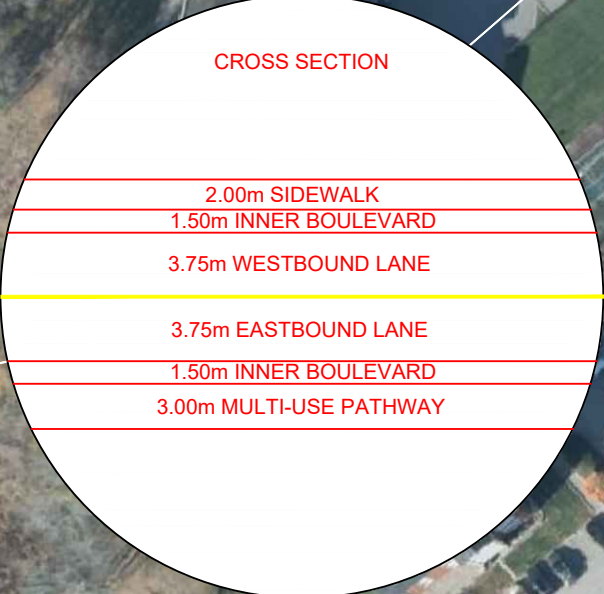 CROSS SECTION
2.00m SIDEWALK
1.50m INNER BOULEVARD
3.75m WESTBOUND LANE
3.75m EASTBOUND LANE
1.50m INNER BOULEVARD
3.00m MULTI-USE PATHWAY